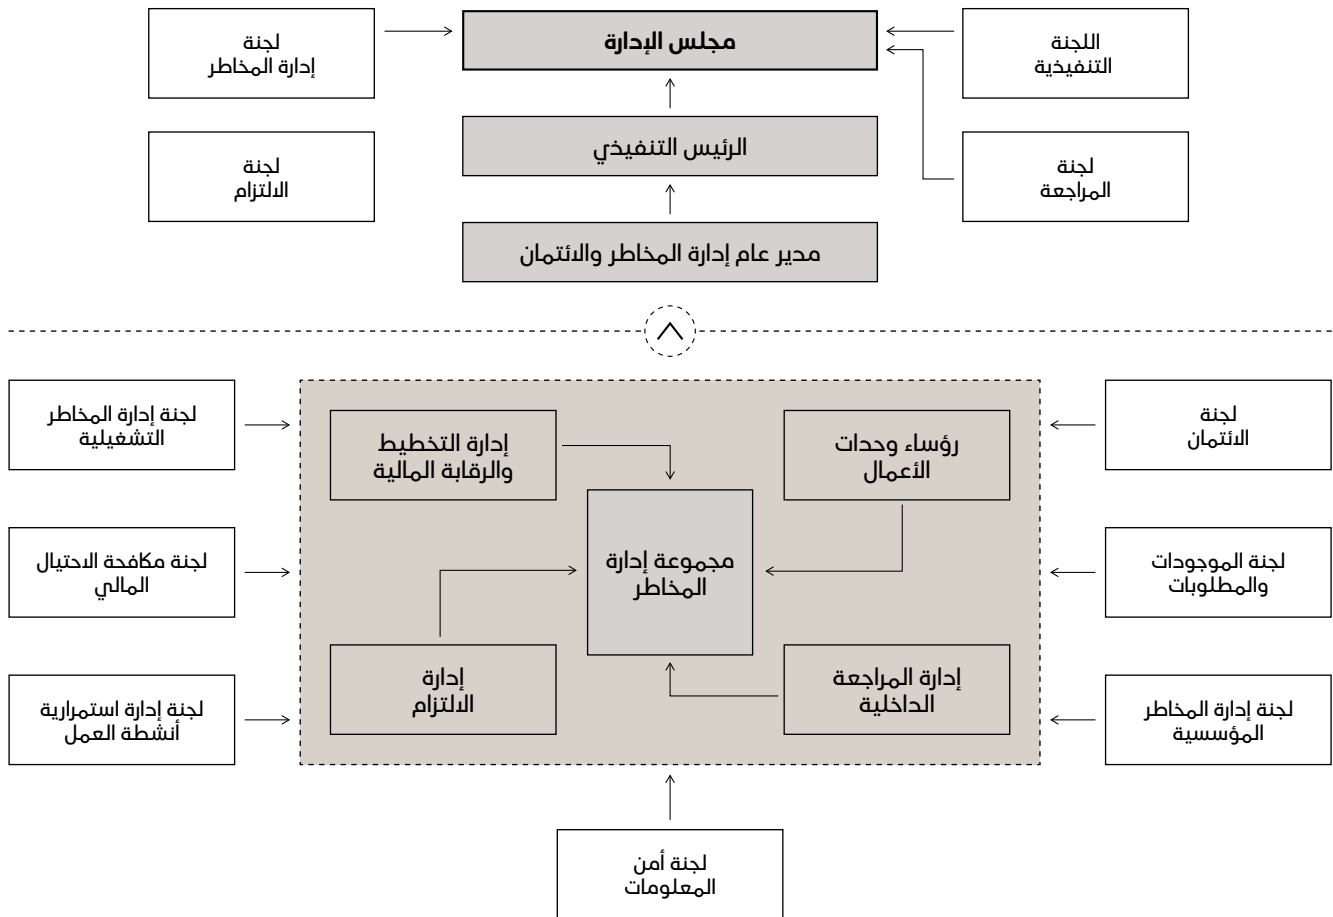 اللجنة
التنفيذية
مجلس الإدارة
لجنة
إدارة المخاطر
الرئيس التنفيذي
لجنة
المراجعة
لجنة
الالتزام
مدير عام إدارة المخاطر والائتمان
لجنة
الائتمان
رؤساء وحدات
الأعمال
إدارة التخطيط
والرقابة المالية
لجنة إدارة المخاطر
التشغيلية
لجنة الموجودات
والمطلوبات
مجموعة إدارة
المخاطر
لجنة مكافحة الاحتيال
المالي
لجنة إدارة المخاطر
المؤسسية
إدارة المراجعة
الداخلية
إدارة
الالتزام
لجنة إدارة استمرارية
أنشطة العمل
لجنة أمن
المعلومات